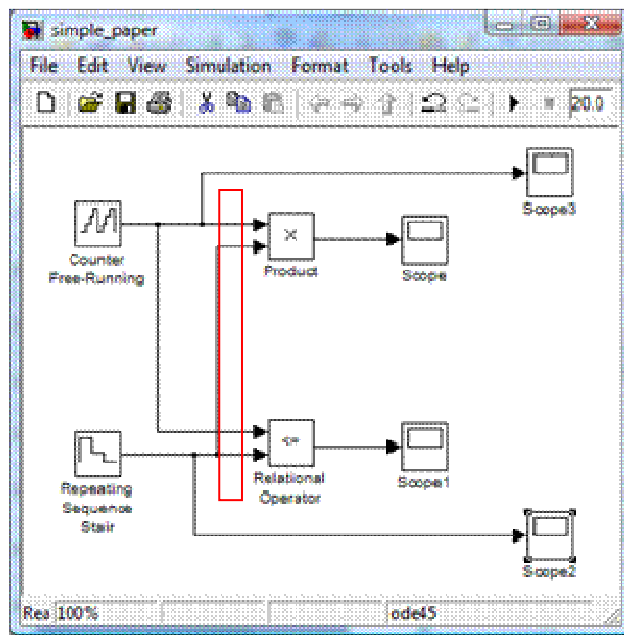 simple_paper
File Edit View Simulation Format Tools Help
20.0
Scope3
Counter
Free-Running
×
Product
Scope
<=
Relational
Operator
Scope1
Repeating
Sequence
Stair
Scope2
Rea 100% ode45